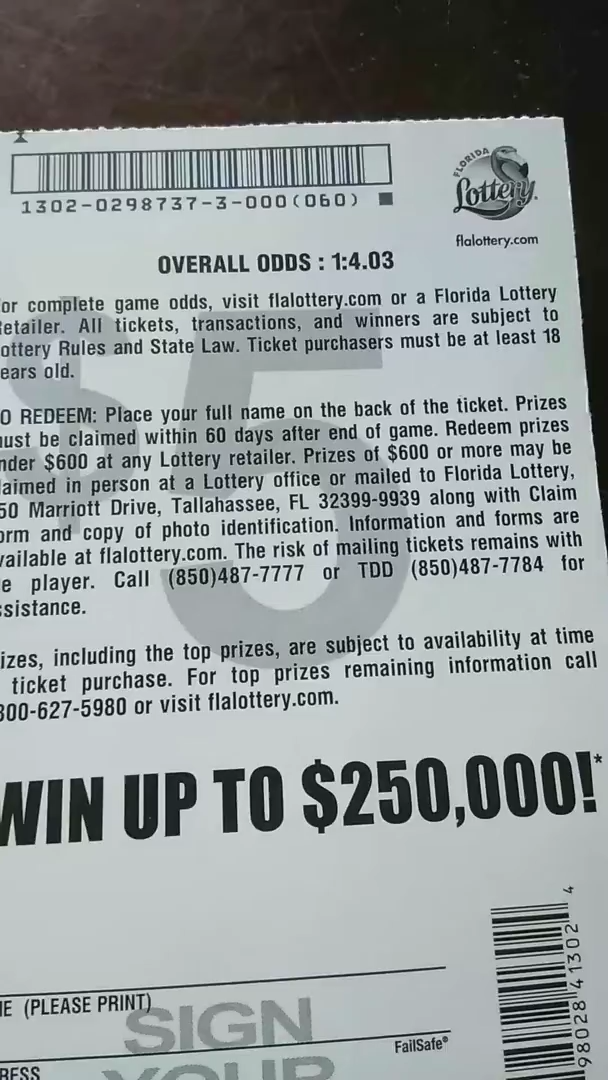 1302-0298737-3-000(060)
FLORIDA
Lottery
flalottery.com
OVERALL ODDS : 1:4.03
or complete game odds, visit flalottery.com or a Florida Lottery
etailer. All tickets, transactions, and winners are subject to
ottery Rules and State Law. Ticket purchasers must be at least 18
ears old.
$5
O REDEEM: Place your full name on the back of the ticket. Prizes
ust be claimed within 60 days after end of game. Redeem prizes
nder $600 at any Lottery retailer. Prizes of $600 or more may be
laimed in person at a Lottery office or mailed to Florida Lottery,
50 Marriott Drive, Tallahassee, FL 32399-9939 along with Claim
orm and copy of photo identification. Information and forms are
vailable at flalottery.com. The risk of mailing tickets remains with
e player. Call (850)487-7777 or TDD (850)487-7784 for
ssistance.
izes, including the top prizes, are subject to availability at time
ticket purchase. For top prizes remaining information call
800-627-5980 or visit flalottery.com.
WIN UP TO $250,000!*
98028 41302 4
E (PLEASE PRINT)
SIGN
FailSafe®
RESS
YOUR